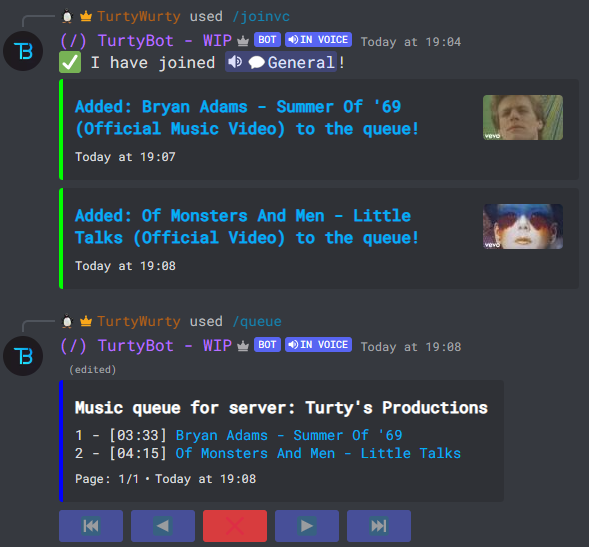 TurtyWurty used /joinvc
(/) TurtyBot - WIP BOT IN VOICE Today at 19:04
I have joined General!
Added: Bryan Adams - Summer Of '69
(Official Music Video) to the queue!
vevo
Today at 19:07
Added: Of Monsters And Men - Little
Talks (Official Video) to the queue!
vevo
Today at 19:08
TurtyWurty used /queue
(/) TurtyBot - WIP BOT IN VOICE Today at 19:08
(edited)
Music queue for server: Turty's Productions
1 - [03:33] Bryan Adams - Summer Of '69
2 - [04:15] Of Monsters And Men - Little Talks
Page: 1/1 • Today at 19:08